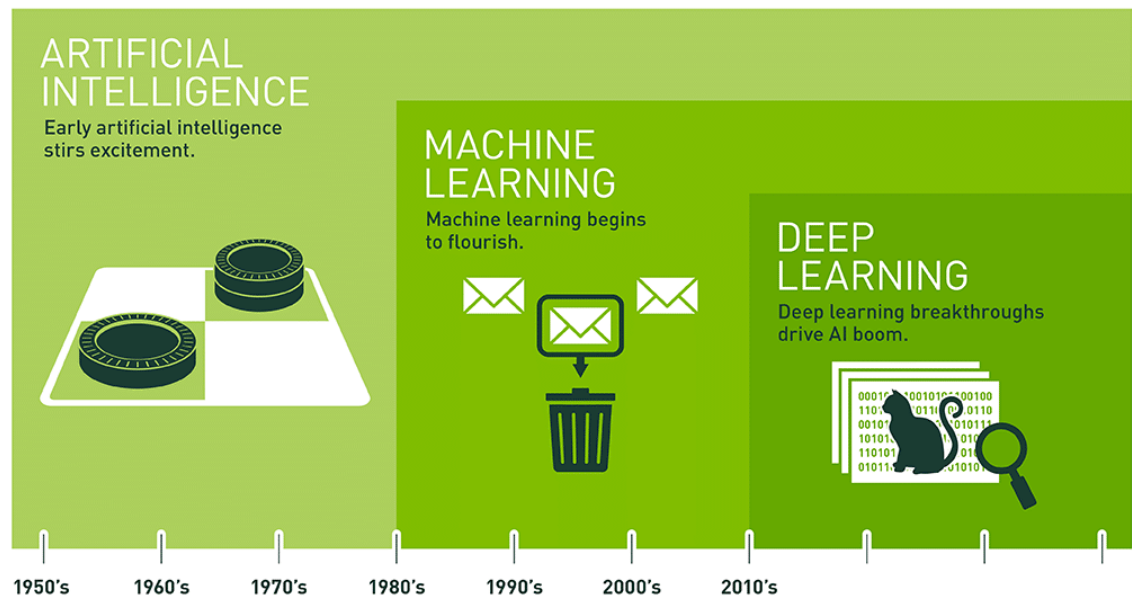 ARTIFICIAL
INTELLIGENCE
Early artificial intelligence
stirs excitement.
MACHINE
LEARNING
Machine learning begins
to flourish.
DEEP
LEARNING
Deep learning breakthroughs
drive AI boom.
1950's 1960's 1970's 1980's 1990's 2000's 2010's